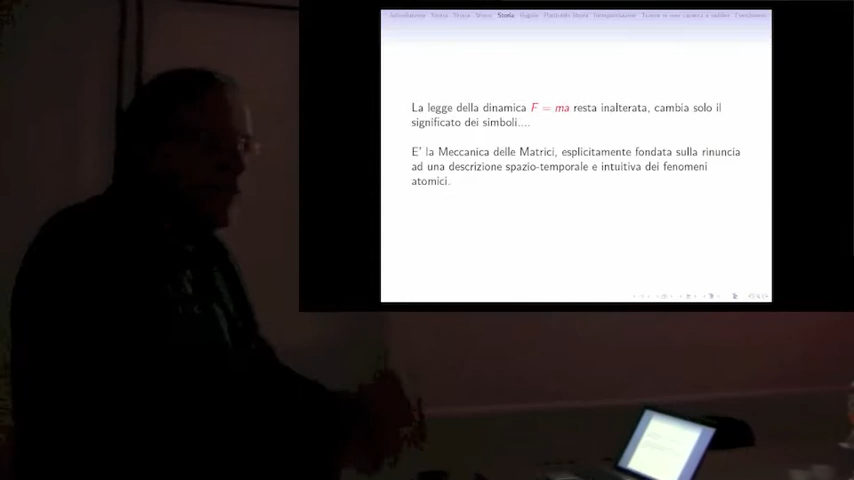 Storia
La legge della dinamica F = ma resta inalterata, cambia solo il
significato dei simboli....
E' la Meccanica delle Matrici, esplicitamente fondata sulla rinuncia
ad una descrizione spazio-temporale e intuitiva dei fenomeni
atomici.